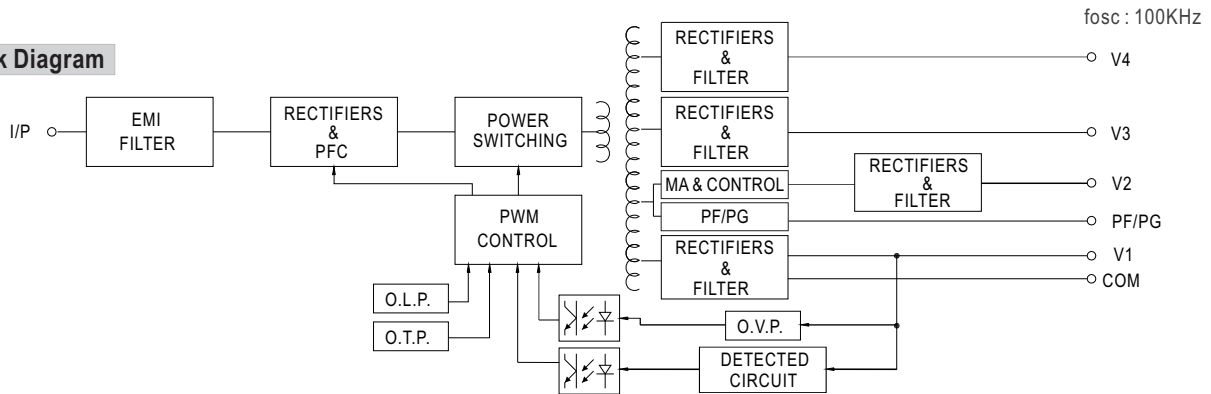 fosc : 100KHz
k Diagram
I/P
EMI
FILTER
RECTIFIERS
&
PFC
POWER
SWITCHING
PWM
CONTROL
O.L.P.
O.T.P.
RECTIFIERS
&
FILTER
V4
RECTIFIERS
&
FILTER
V3
MA & CONTROL
RECTIFIERS
&
FILTER
V2
PF/PG
PF/PG
RECTIFIERS
&
FILTER
V1
COM
O.V.P.
DETECTED
CIRCUIT